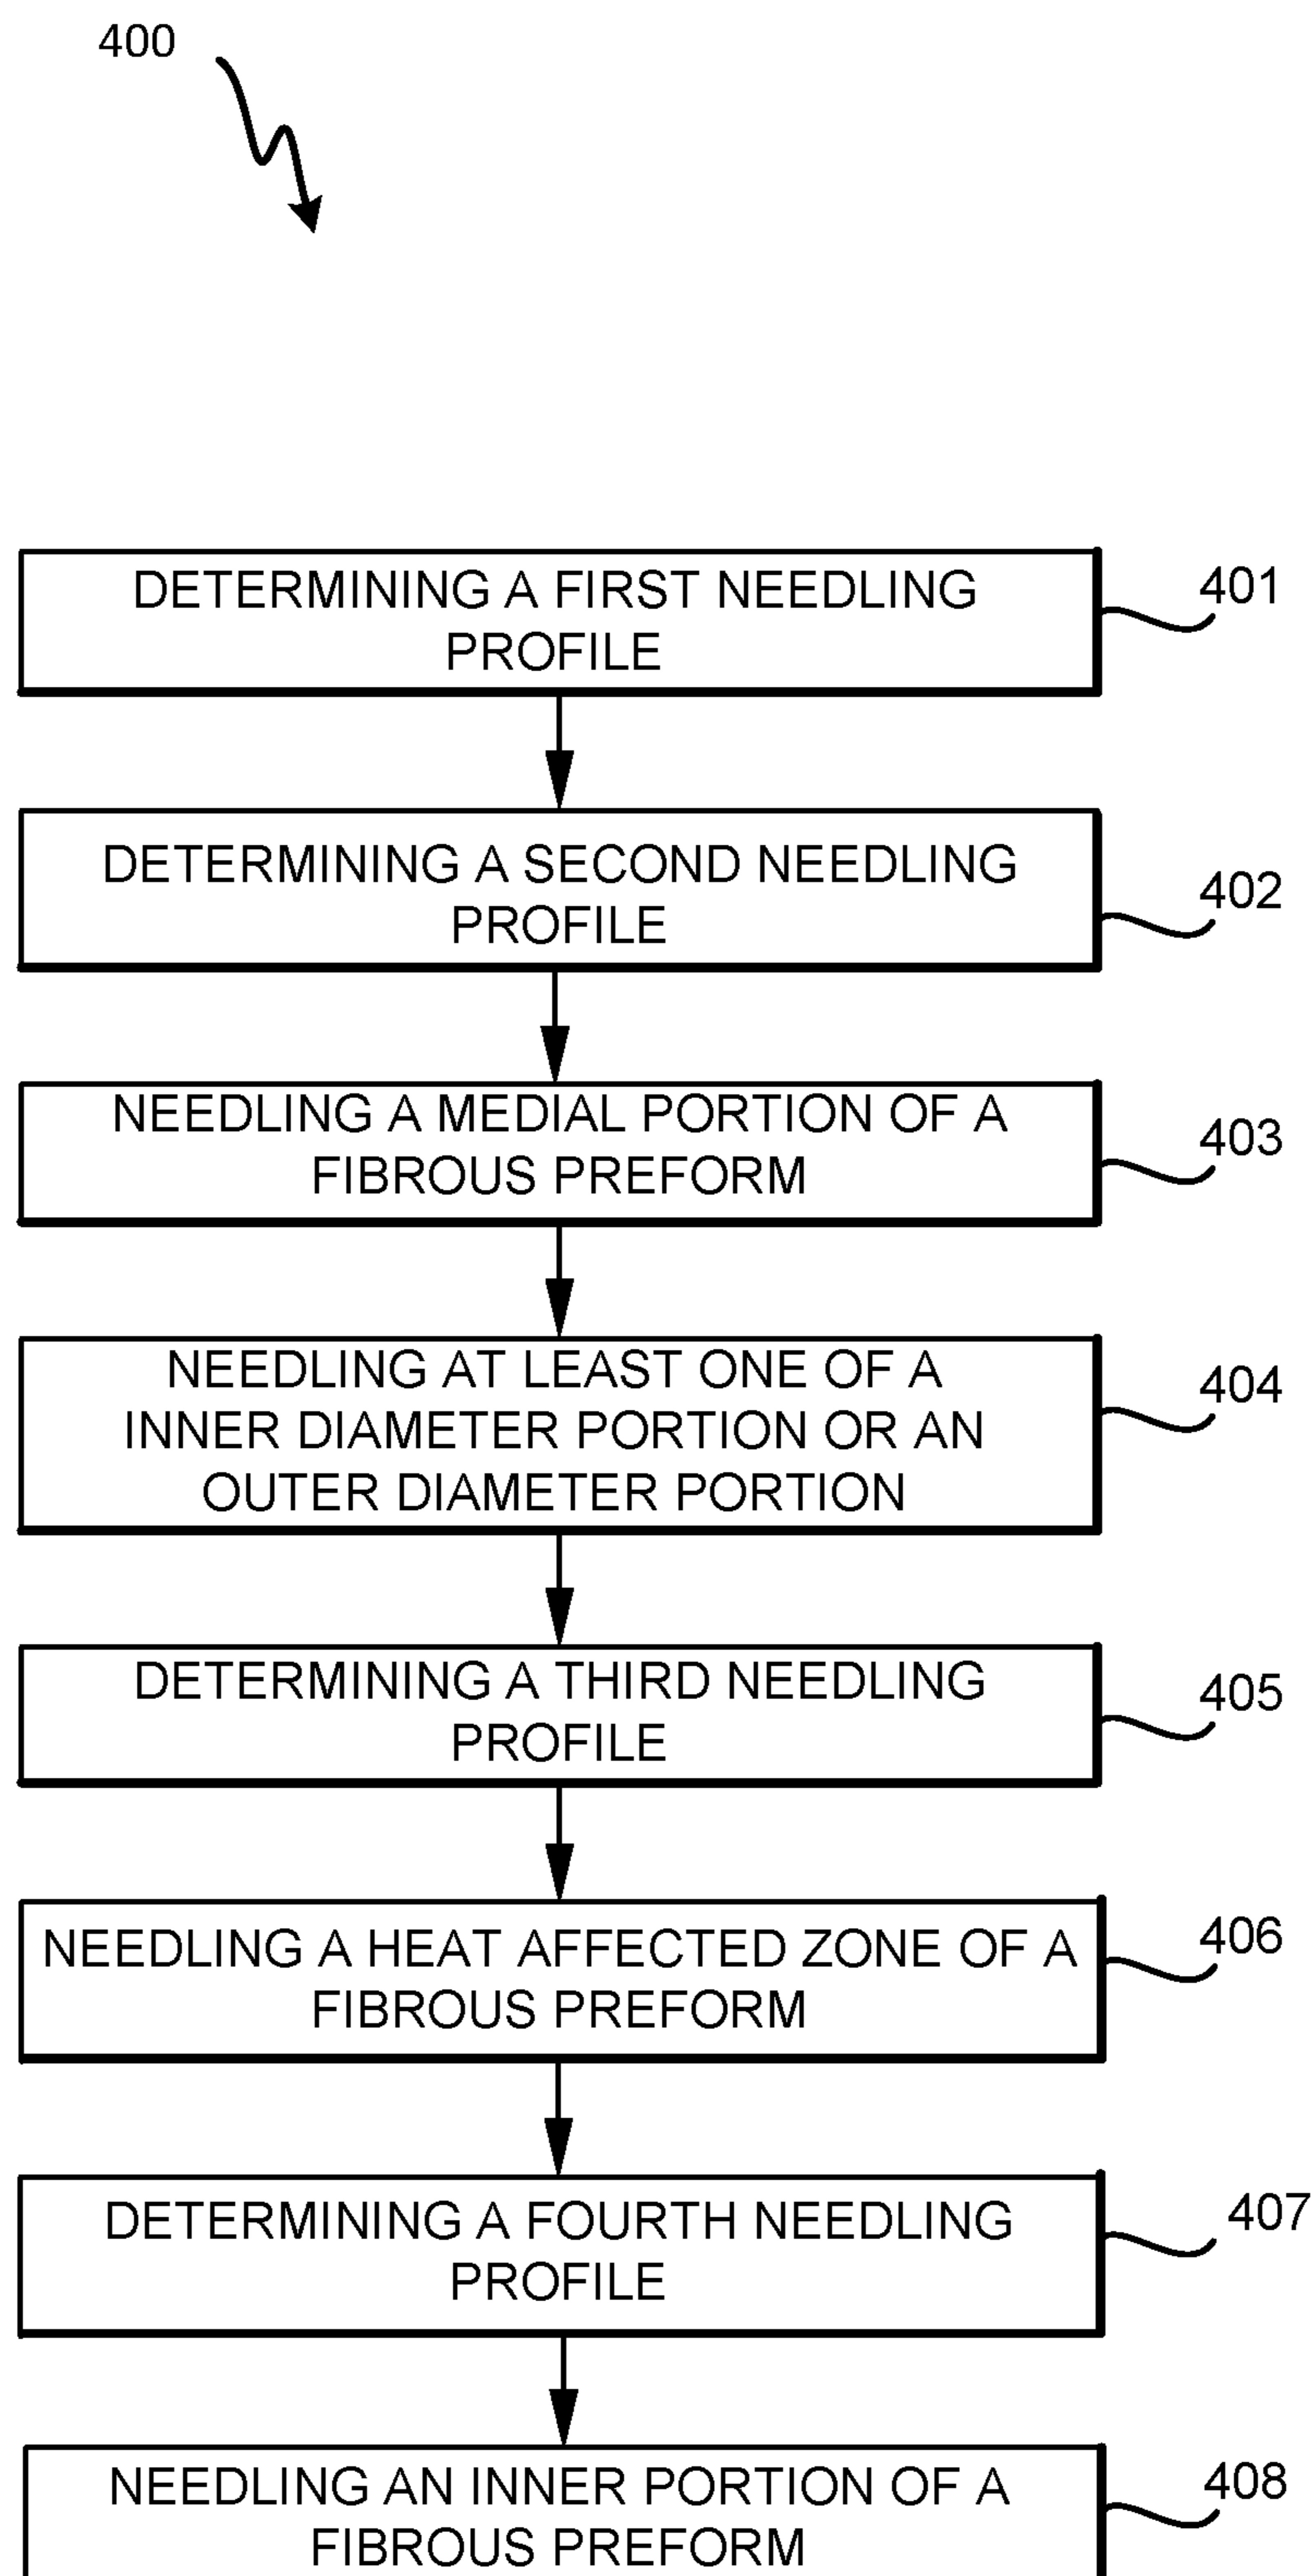 400
DETERMINING A FIRST NEEDLING
PROFILE
401
DETERMINING A SECOND NEEDLING
PROFILE
402
NEEDLING A MEDIAL PORTION OF A
FIBROUS PREFORM
403
NEEDLING AT LEAST ONE OF A
INNER DIAMETER PORTION OR AN
OUTER DIAMETER PORTION
404
DETERMINING A THIRD NEEDLING
PROFILE
405
NEEDLING A HEAT AFFECTED ZONE OF A
FIBROUS PREFORM
406
DETERMINING A FOURTH NEEDLING
PROFILE
407
NEEDLING AN INNER PORTION OF A
FIBROUS PREFORM
408